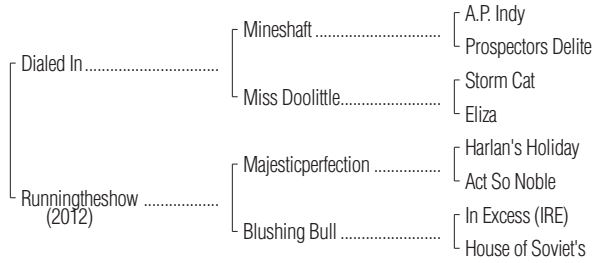 A.P. Indy
Mineshaft
Prospectors Delite
Dialed In
Storm Cat
Miss Doolittle
Eliza
Harlan's Holiday
Majesticperfection
Act So Noble
Runningtheshow
(2012)
In Excess (IRE)
Blushing Bull
House of Soviet's